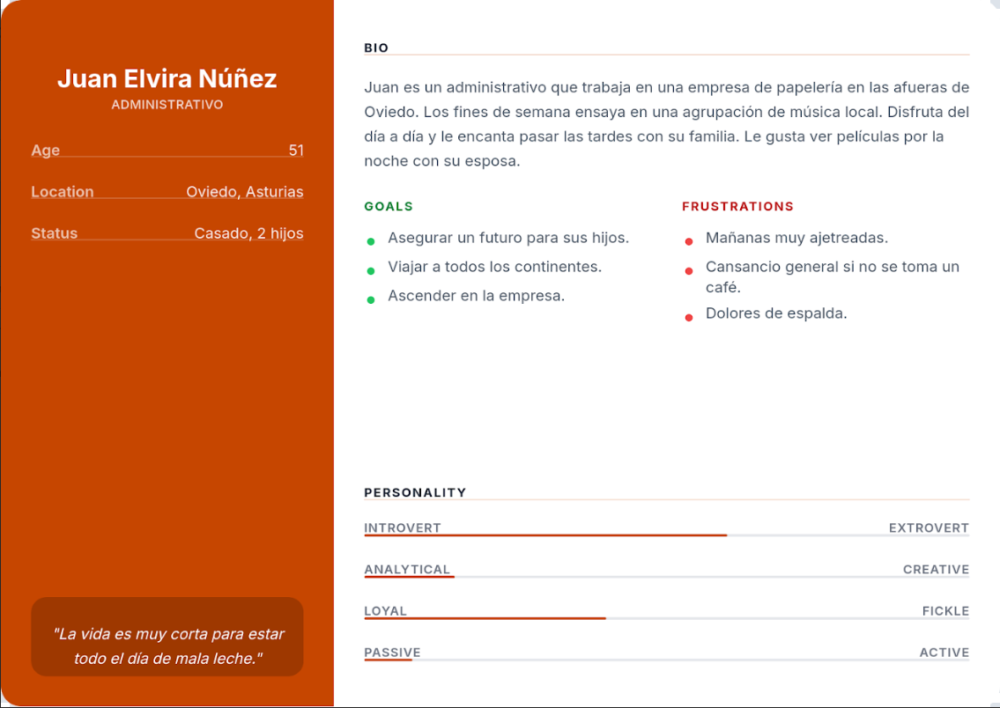 Juan Elvira Núñez
ADMINISTRATIVO
Age 51
Location Oviedo, Asturias
Status Casado, 2 hijos
"La vida es muy corta para estar
todo el día de mala leche."
BIO
Juan es un administrativo que trabaja en una empresa de papelería en las afueras de
Oviedo. Los fines de semana ensaya en una agrupación de música local. Disfruta del
día a día y le encanta pasar las tardes con su familia. Le gusta ver películas por la
noche con su esposa.
GOALS
Asegurar un futuro para sus hijos.
Viajar a todos los continentes.
Ascender en la empresa.
FRUSTRATIONS
Mañanas muy ajetreadas.
Cansancio general si no se toma un
café.
Dolores de espalda.
PERSONALITY
INTROVERT EXTROVERT
ANALYTICAL CREATIVE
LOYAL FICKLE
PASSIVE ACTIVE